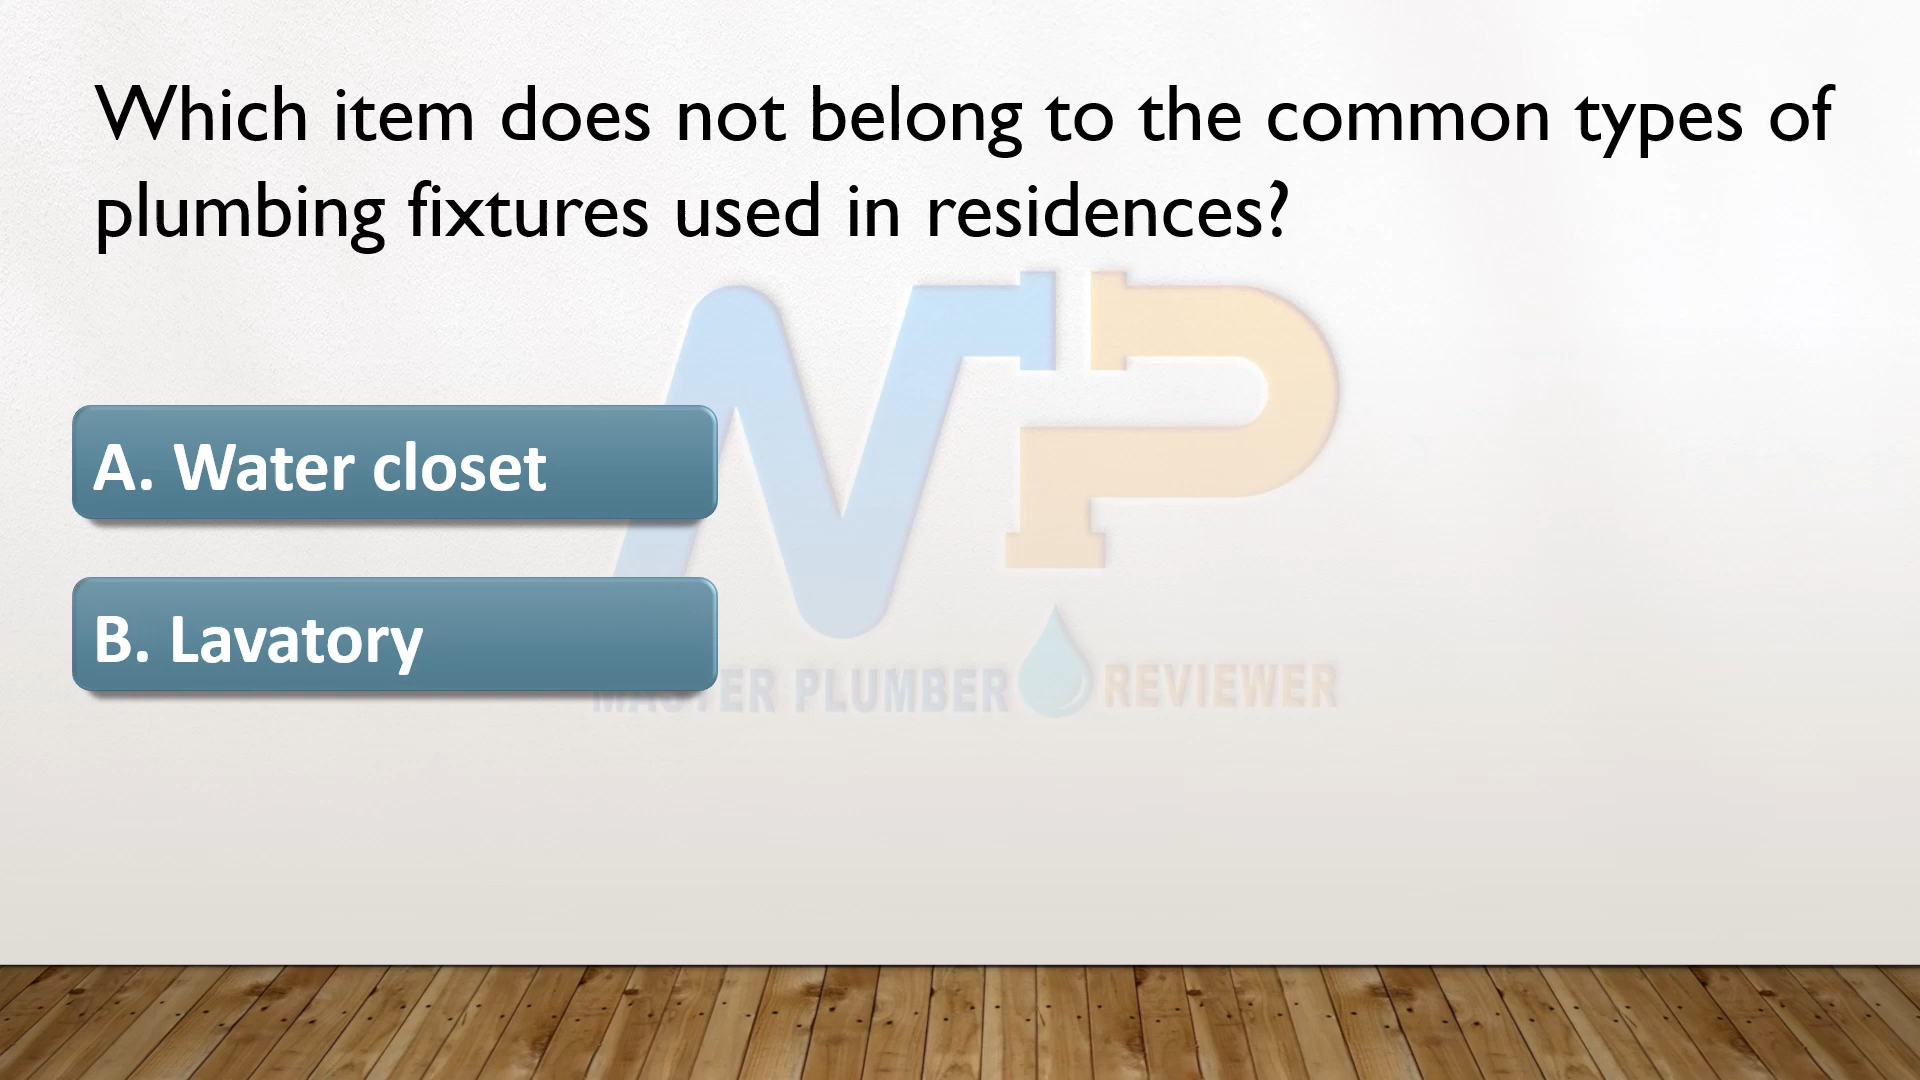 Which item does not belong to the common types of
plumbing fixtures used in residences?
A. Water closet
B. Lavatory
MASTER PLUMBER REVIEWER